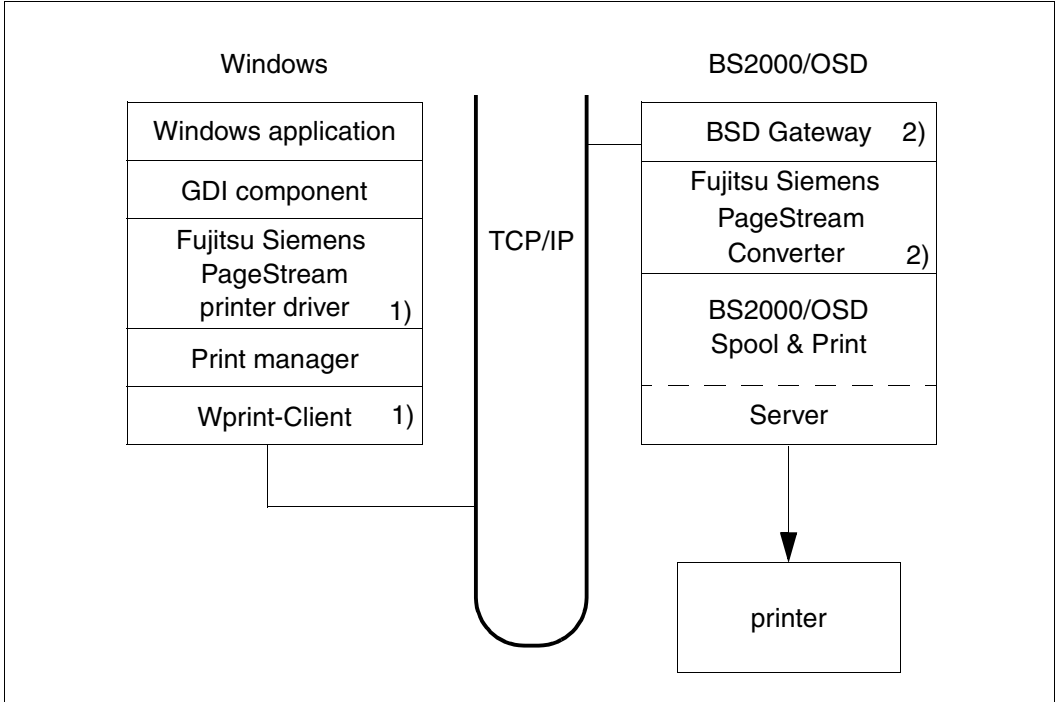 Windows
Windows application
GDI component
Fujitsu Siemens
PageStream
printer driver 1)
Print manager
Wprint-Client 1)
TCP/IP
BS2000/OSD
BSD Gateway 2)
Fujitsu Siemens
PageStream
Converter 2)
BS2000/OSD
Spool & Print
Server
printer